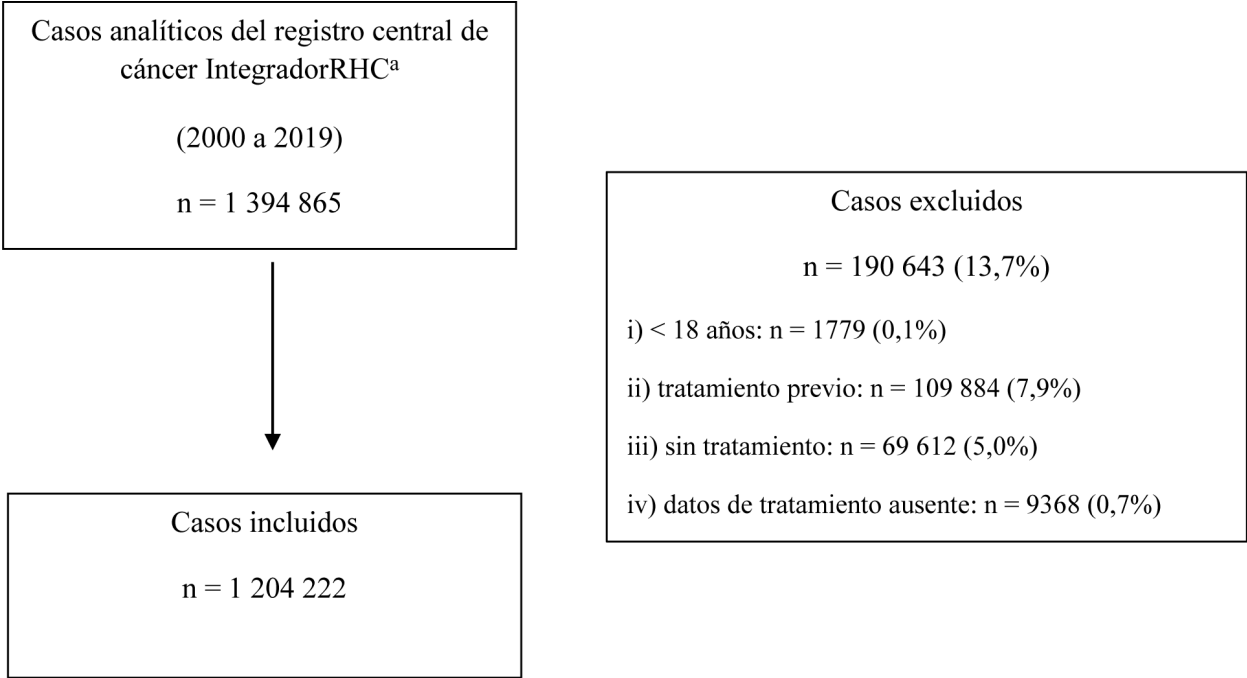 Casos analíticos del registro central de
cáncer IntegradorRHCᵃ
(2000 a 2019)
n = 1 394 865
Casos excluidos
n = 190 643 (13,7%)
i) < 18 años: n = 1779 (0,1%)
ii) tratamiento previo: n = 109 884 (7,9%)
iii) sin tratamiento: n = 69 612 (5,0%)
iv) datos de tratamiento ausente: n = 9368 (0,7%)
Casos incluidos
n = 1 204 222